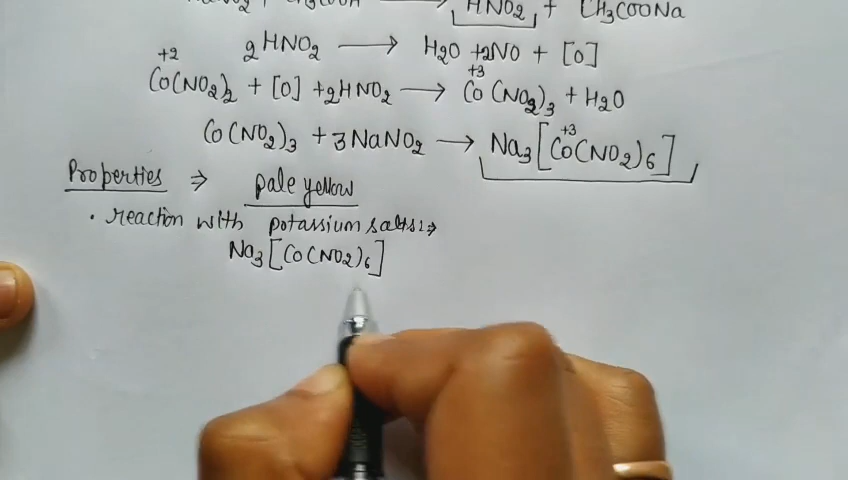 HNO2 + CH3COONa
2HNO2 ⟶ H2O +2NO + [O]
+2 +3
Co(NO2)2 + [O] +2HNO2 ⟶ Co (NO2)3 + H2O
+3
Co(NO2)3 + 3NaNO2 ⟶ Na3[Co(NO2)6]
Properties ⇒ pale yellow
• reaction with potassium salts:⇒
Na3[Co(NO2)6]